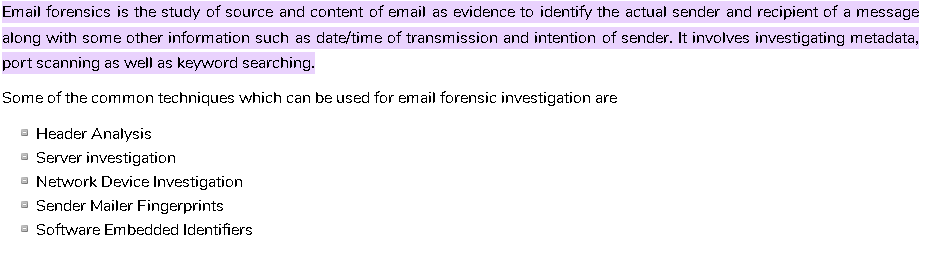 Email forensics is the study of source and content of email as evidence to identify the actual sender and recipient of a message
along with some other information such as date/time of transmission and intention of sender. It involves investigating metadata,
port scanning as well as keyword searching.
Some of the common techniques which can be used for email forensic investigation are
Header Analysis
Server investigation
Network Device Investigation
Sender Mailer Fingerprints
Software Embedded Identifiers